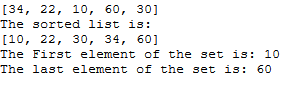 [34, 22, 10, 60, 30]
The sorted list is:
[10, 22, 30, 34, 60]
The First element of the set is: 10
The last element of the set is: 60